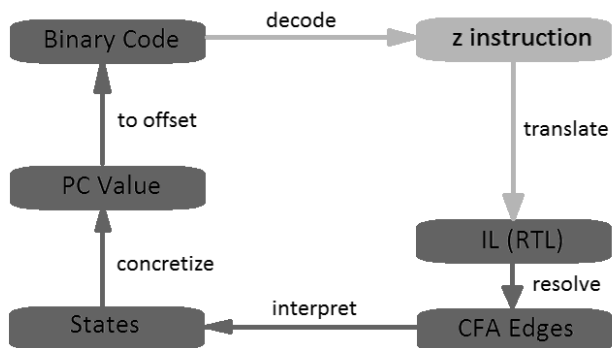 decode
Binary Code
z instruction
to offset
translate
PC Value
IL (RTL)
concretize
resolve
interpret
States
CFA Edges